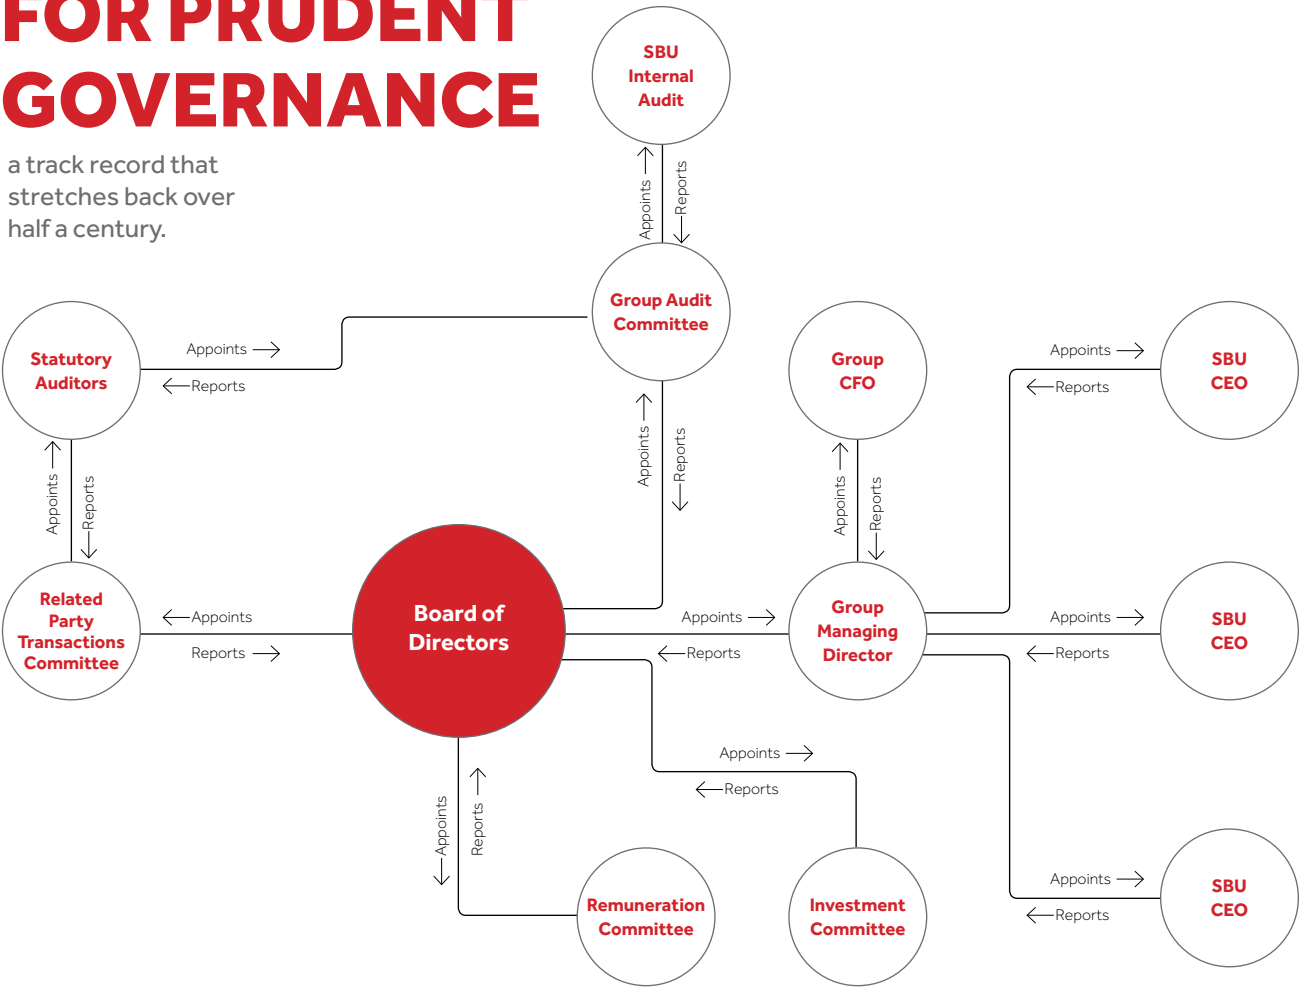 FOR PRUDENT
GOVERNANCE
a track record that
stretches back over
half a century.
SBU
Internal
Audit
Appoints
Reports
Group Audit
Committee
Statutory
Auditors
Appoints
Reports
Group
CFO
Appoints
Reports
SBU
CEO
Appoints
Reports
Appoints
Reports
Appoints
Reports
Related
Party
Transactions
Committee
Appoints
Reports
Board of
Directors
Appoints
Reports
Group
Managing
Director
Appoints
Reports
SBU
CEO
Appoints
Reports
Appoints
Reports
Remuneration
Committee
Investment
Committee
Appoints
Reports
SBU
CEO